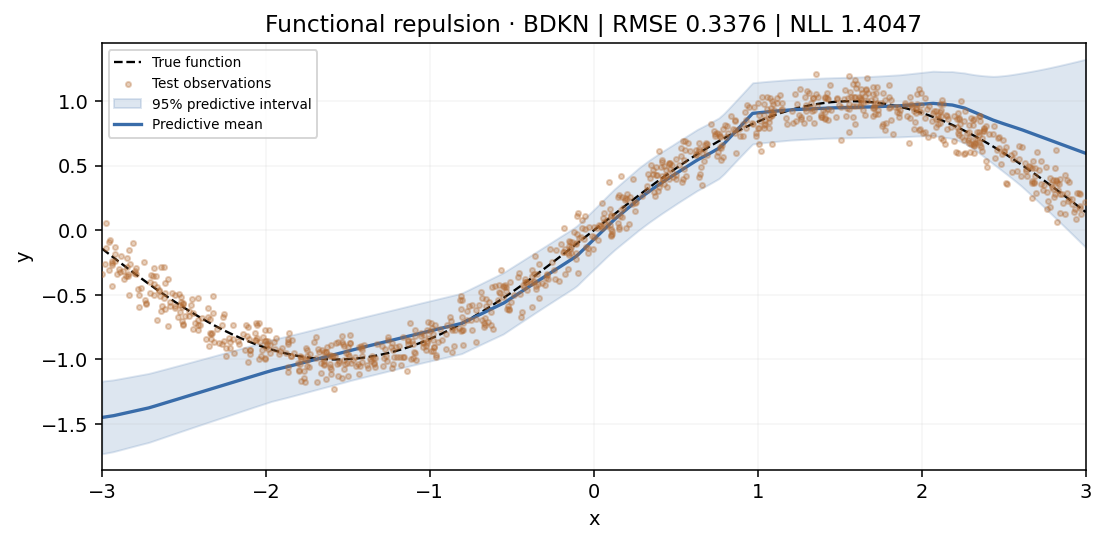 Functional repulsion · BDKN | RMSE 0.3376 | NLL 1.4047
True function
Test observations
95% predictive interval
Predictive mean
1.0
0.5
0.0
−0.5
−1.0
−1.5
y
−3
−2
−1
0
1
2
3
x